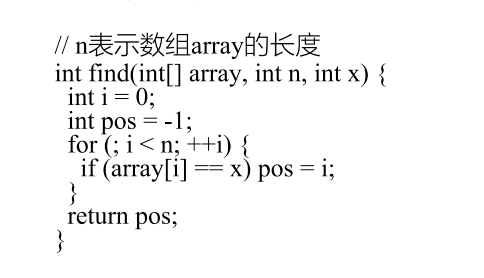 // n表示数组array的长度
int find(int[] array, int n, int x) {
  int i = 0;
  int pos = -1;
  for (; i < n; ++i) {
    if (array[i] == x) pos = i;
  }
  return pos;
}